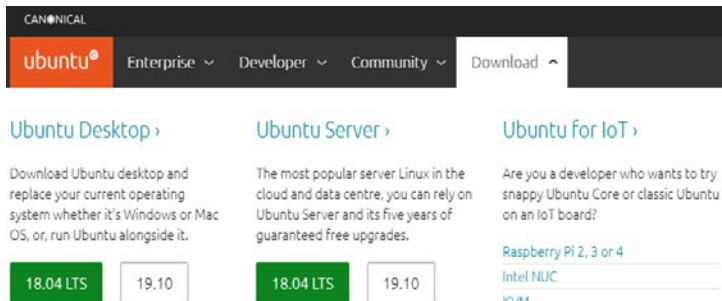 CANONICAL
ubuntu
Enterprise
Developer
Community
Download
Ubuntu Desktop ›
Download Ubuntu desktop and
replace your current operating
system whether it's Windows or Mac
OS, or, run Ubuntu alongside it.
18.04 LTS
19.10
Ubuntu Server ›
The most popular server Linux in the
cloud and data centre, you can rely on
Ubuntu Server and its five years of
guaranteed free upgrades.
18.04 LTS
19.10
Ubuntu for IoT ›
Are you a developer who wants to try
snappy Ubuntu Core or classic Ubuntu
on an IoT board?
Raspberry Pi 2, 3 or 4
Intel NUC
KVM